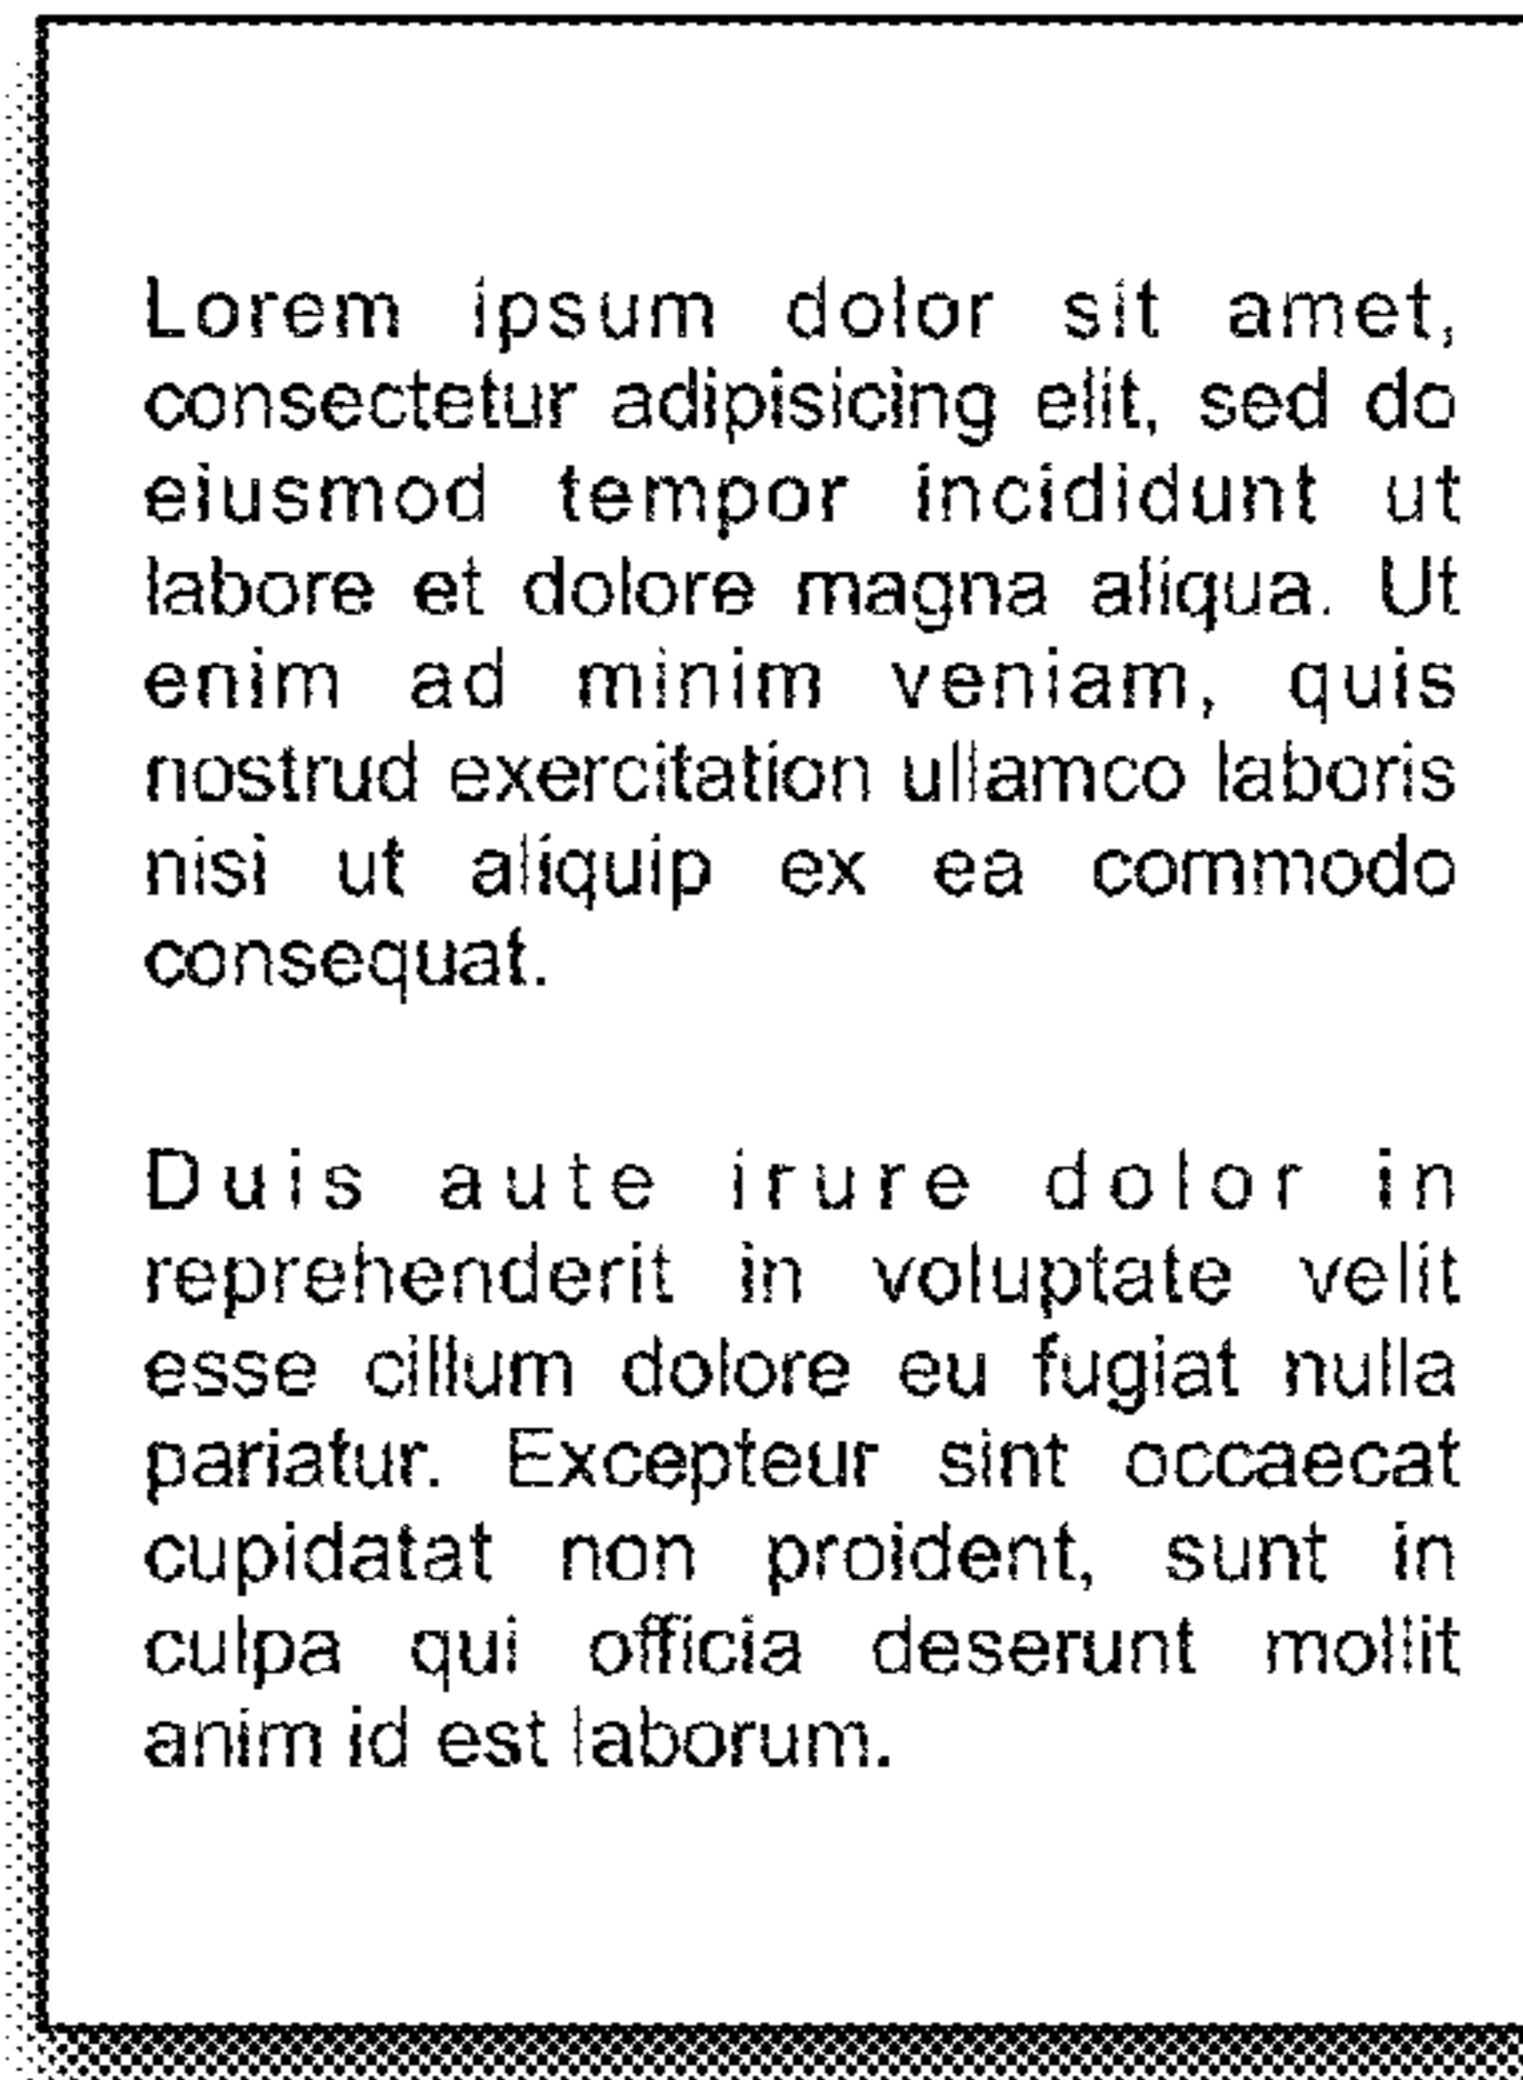 Lorem ipsum dolor sit amet,
consectetur adipisicing elit, sed do
eiusmod tempor incididunt ut
labore et dolore magna aliqua. Ut
enim ad minim veniam, quis
nostrud exercitation ullamco laboris
nisi ut aliquip ex ea commodo
consequat.
Duis aute irure dolor in
reprehenderit in voluptate velit
esse cillum dolore eu fugiat nulla
pariatur. Excepteur sint occaecat
cupidatat non proident, sunt in
culpa qui officia deserunt mollit
anim id est laborum.